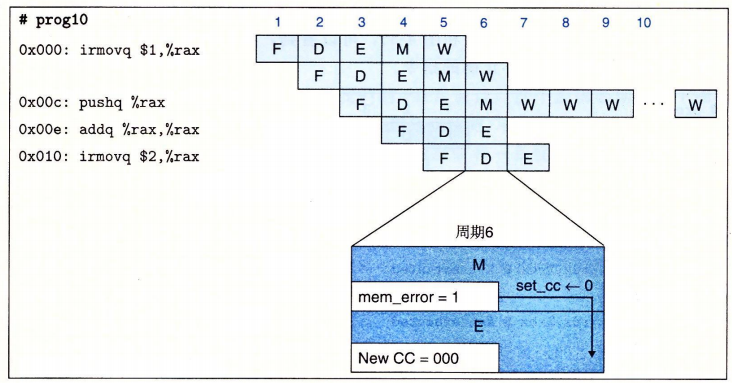 # prog10 1 2 3 4 5 6 7 8 9 10
0x000: irmovq $1,%rax F D E M W
F D E M W
0x00c: pushq %rax F D E M W W W ... W
0x00e: addq %rax,%rax F D E
0x010: irmovq $2,%rax F D E
周期6
M
mem_error = 1 set_cc ← 0
E
New CC = 000